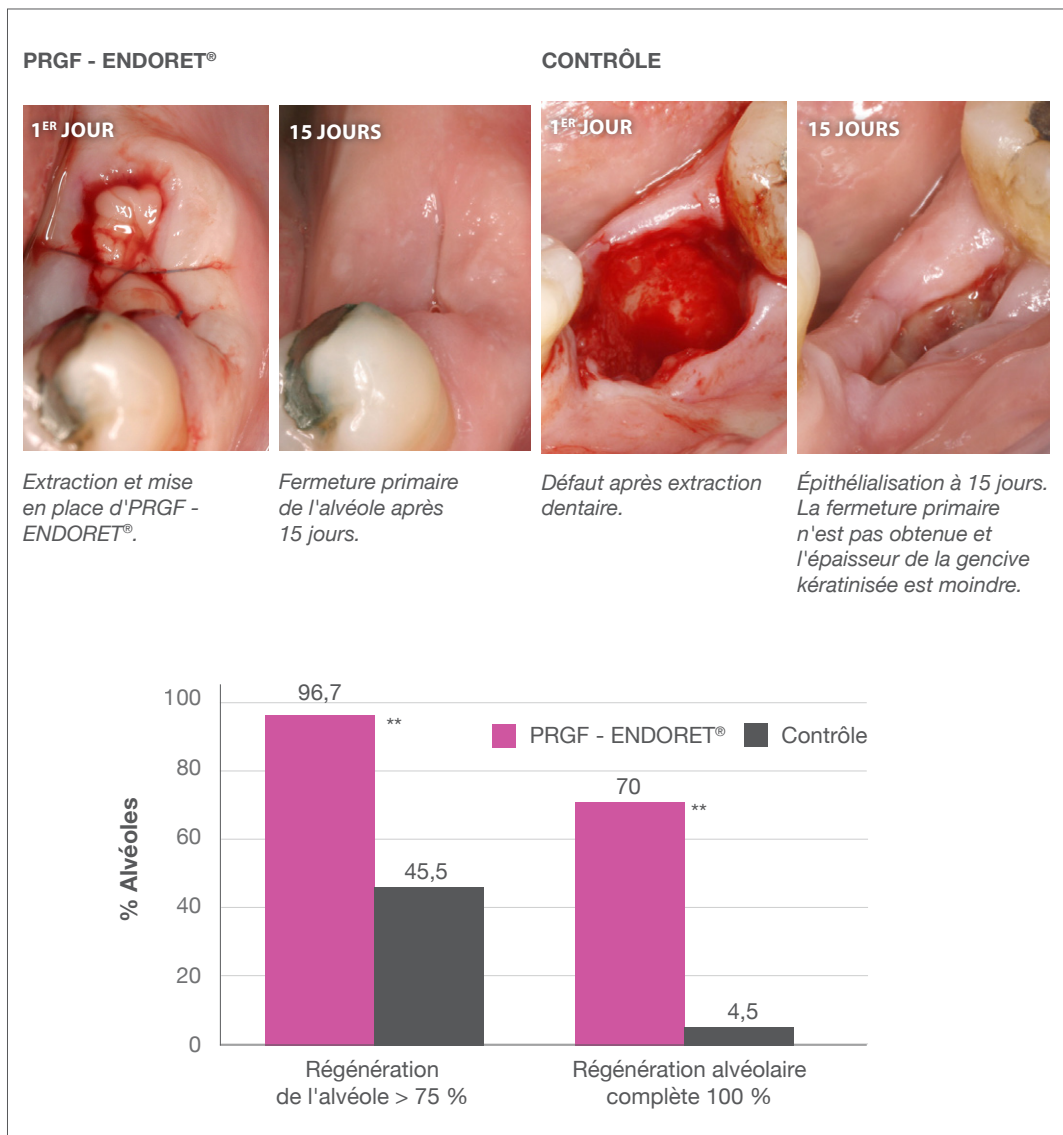 PRGF - ENDORET®
CONTRÔLE
1ER JOUR
15 JOURS
1ER JOUR
15 JOURS
Extraction et mise
en place d'PRGF -
ENDORET®.
Fermeture primaire
de l'alvéole après
15 jours.
Défaut après extraction
dentaire.
Épithélialisation à 15 jours.
La fermeture primaire
n'est pas obtenue et
l'épaisseur de la gencive
kératinisée est moindre.
% Alvéoles
100
80
60
40
20
0
96,7
**
45,5
70
**
4,5
PRGF - ENDORET®
Contrôle
Régénération
de l'alvéole > 75 %
Régénération alvéolaire
complète 100 %